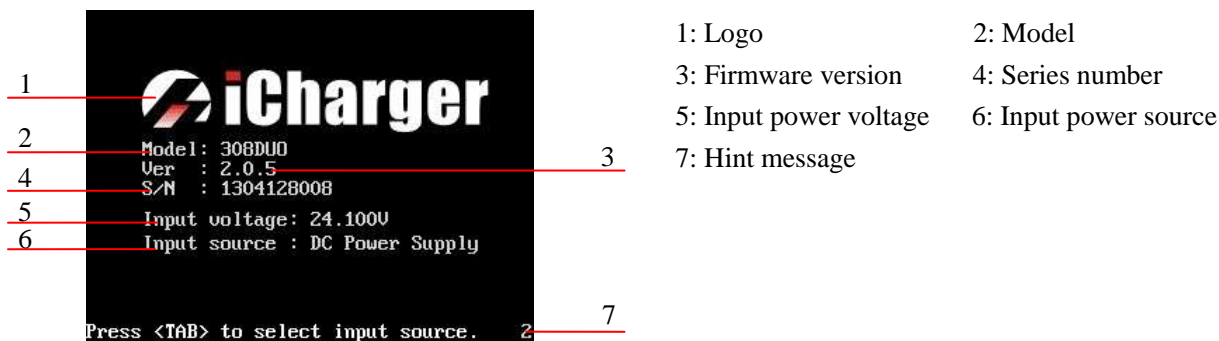 iCharger
Model: 308DUO
Ver : 2.0.5
S/N : 1304128008
Input voltage: 24.100V
Input source : DC Power Supply
Press <TAB> to select input source. 2
1
2
3
4
5
6
7
1: Logo 2: Model
3: Firmware version 4: Series number
5: Input power voltage 6: Input power source
7: Hint message